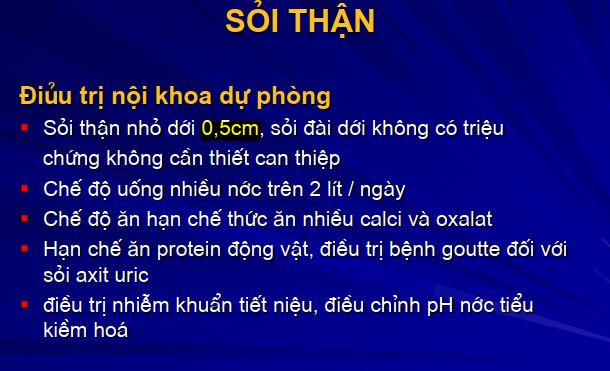 SỎI THẬN
Điủu trị nội khoa dự phòng
Sỏi thận nhỏ dới 0,5cm, sỏi đài dới không có triệu
chứng không cần thiết can thiệp
Chế độ uống nhiều nớc trên 2 lít / ngày
Chế độ ăn hạn chế thức ăn nhiều calci và oxalat
Hạn chế ăn protein động vật, điều trị bệnh goutte đối với
sỏi axit uric
điều trị nhiễm khuẩn tiết niệu, điều chỉnh pH nớc tiểu
kiềm hoá